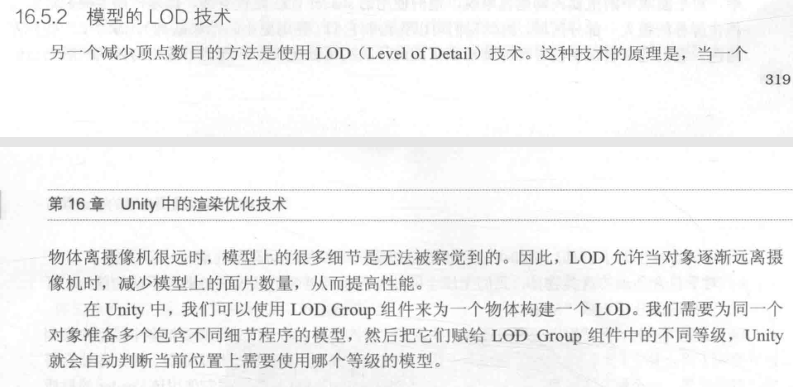 16.5.2 模型的 LOD 技术
另一个减少顶点数目的方法是使用 LOD（Level of Detail）技术。这种技术的原理是，当一个
319
第 16 章 Unity 中的渲染优化技术
物体离摄像机很远时，模型上的很多细节是无法被察觉到的。因此，LOD 允许当对象逐渐远离摄
像机时，减少模型上的面片数量，从而提高性能。
在 Unity 中，我们可以使用 LOD Group 组件来为一个物体构建一个 LOD。我们需要为同一个
对象准备多个包含不同细节程序的模型，然后把它们赋给 LOD Group 组件中的不同等级，Unity
就会自动判断当前位置上需要使用哪个等级的模型。